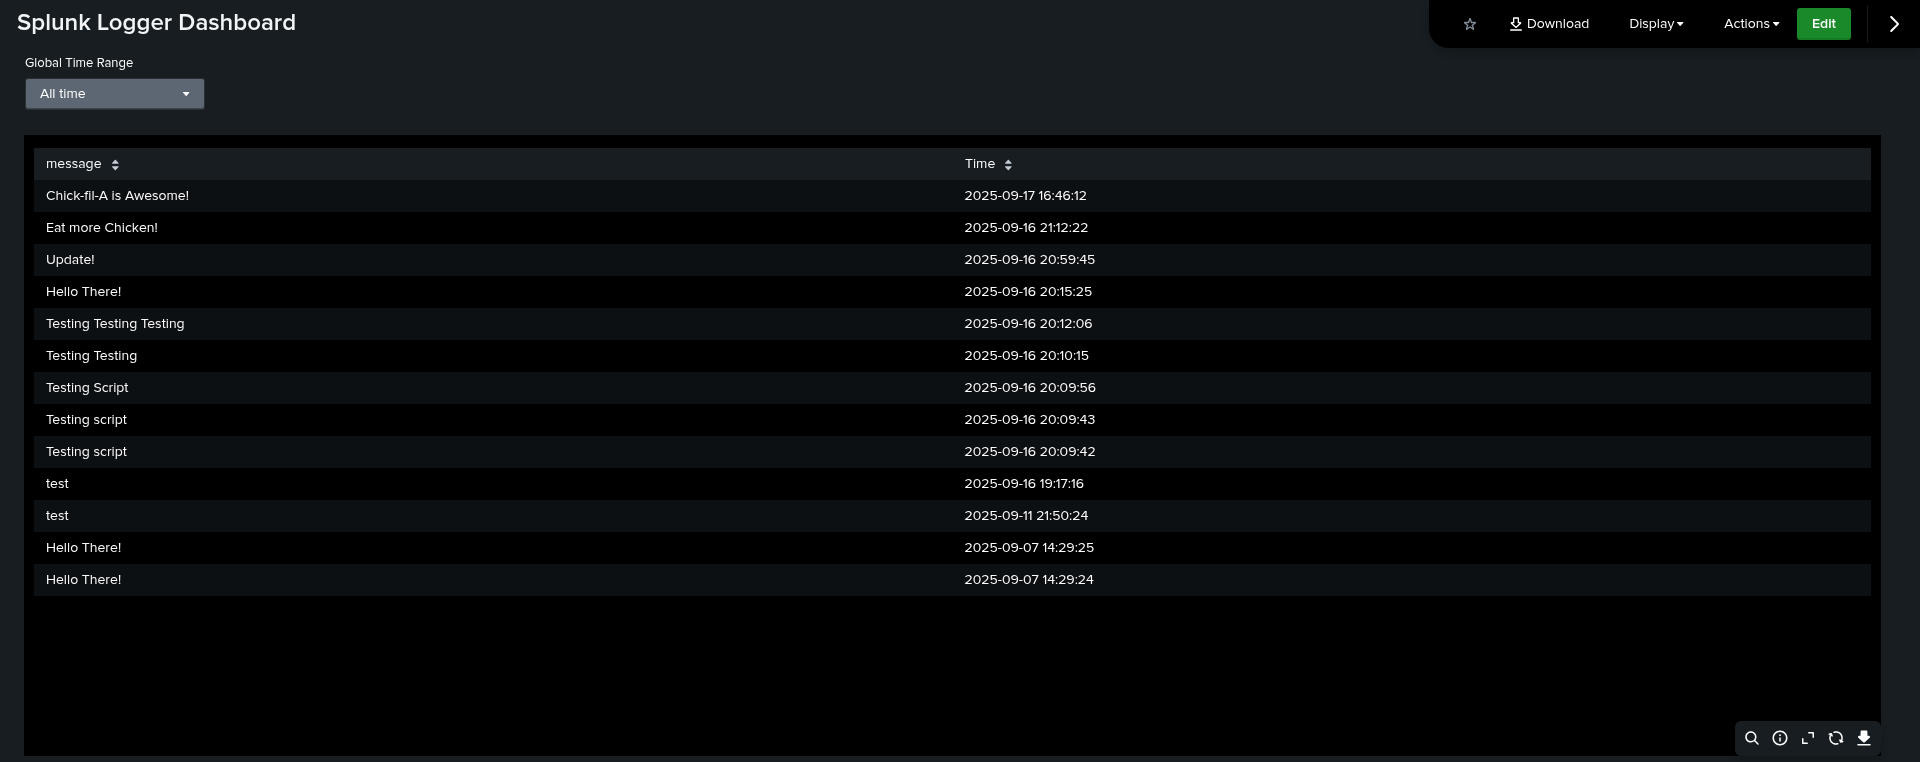 Splunk Logger Dashboard
Download Display Actions Edit
Global Time Range
All time
message Time
Chick-fil-A is Awesome! 2025-09-17 16:46:12
Eat more Chicken! 2025-09-16 21:12:22
Update! 2025-09-16 20:59:45
Hello There! 2025-09-16 20:15:25
Testing Testing Testing 2025-09-16 20:12:06
Testing Testing 2025-09-16 20:10:15
Testing Script 2025-09-16 20:09:56
Testing script 2025-09-16 20:09:43
Testing script 2025-09-16 20:09:42
test 2025-09-16 19:17:16
test 2025-09-11 21:50:24
Hello There! 2025-09-07 14:29:25
Hello There! 2025-09-07 14:29:24